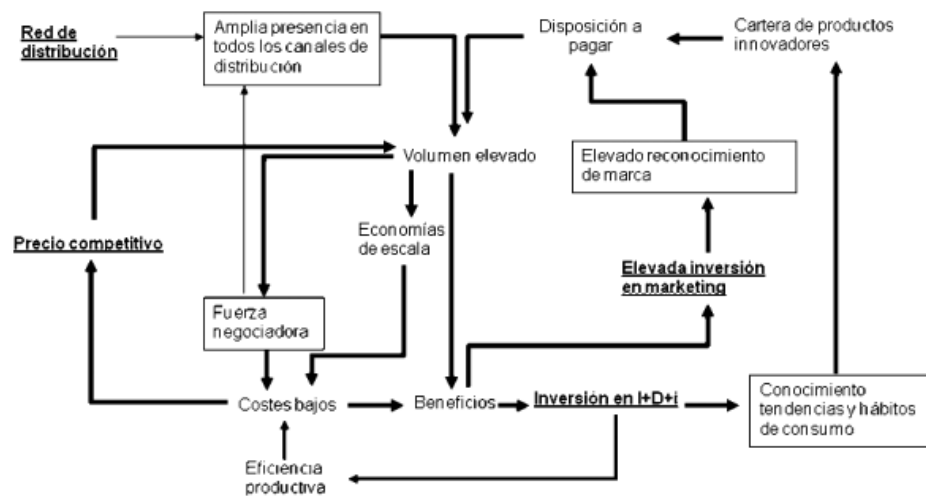 Red de
distribución
Amplia presencia en
todos los canales de
distribución
Disposición a
pagar
Cartera de productos
innovadores
Volumen elevado
Elevado reconocimiento
de marca
Precio competitivo
Economías
de escala
Elevada inversión
en marketing
Fuerza
negociadora
Costes bajos
Beneficios
Inversión en I+D+i
Conocimiento
tendencias y hábitos
de consumo
Eficiencia
productiva